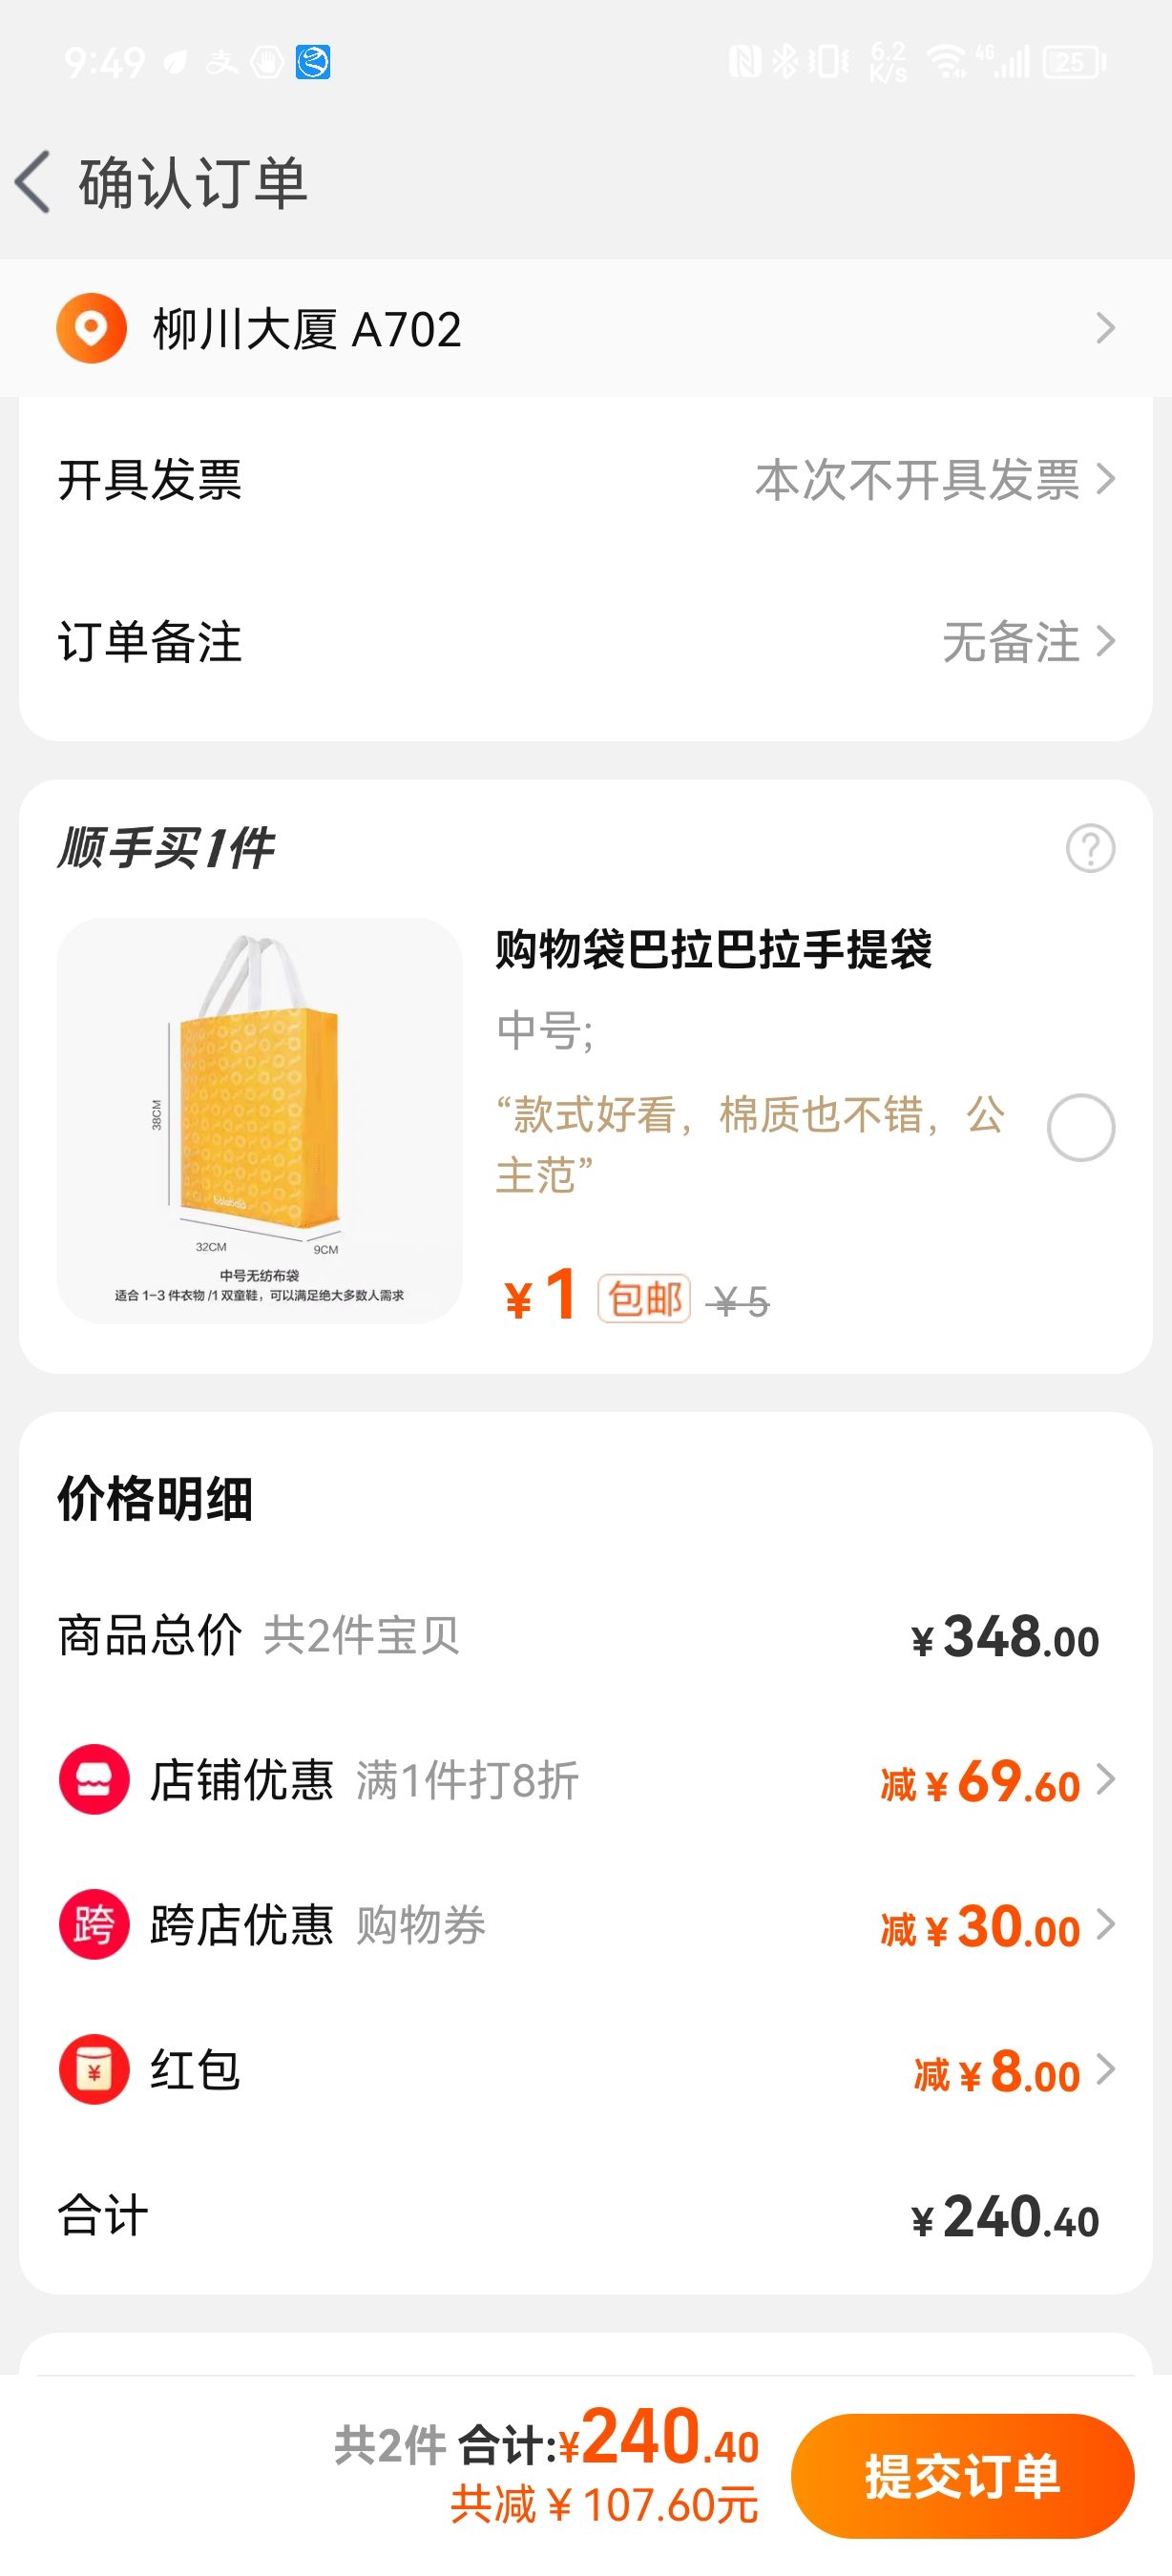 9:49 支 6.2 K/s 4G 25
确认订单
柳川大厦 A702
开具发票 本次不开具发票
订单备注 无备注
顺手买1件 ?
购物袋巴拉巴拉手提袋
中号;
“款式好看，棉质也不错，公
主范”
¥1 包邮 ¥5
38CM
balabala
32CM 9CM
中号无纺布袋
适合 1-3 件衣物 /1 双童鞋，可以满足绝大多数人需求
价格明细
商品总价 共2件宝贝 ¥348.00
店铺优惠 满1件打8折 减¥69.60
跨 跨店优惠 购物券 减¥30.00
¥ 红包 减¥8.00
合计 ¥240.40
共2件 合计:¥240.40
共减¥107.60元
提交订单